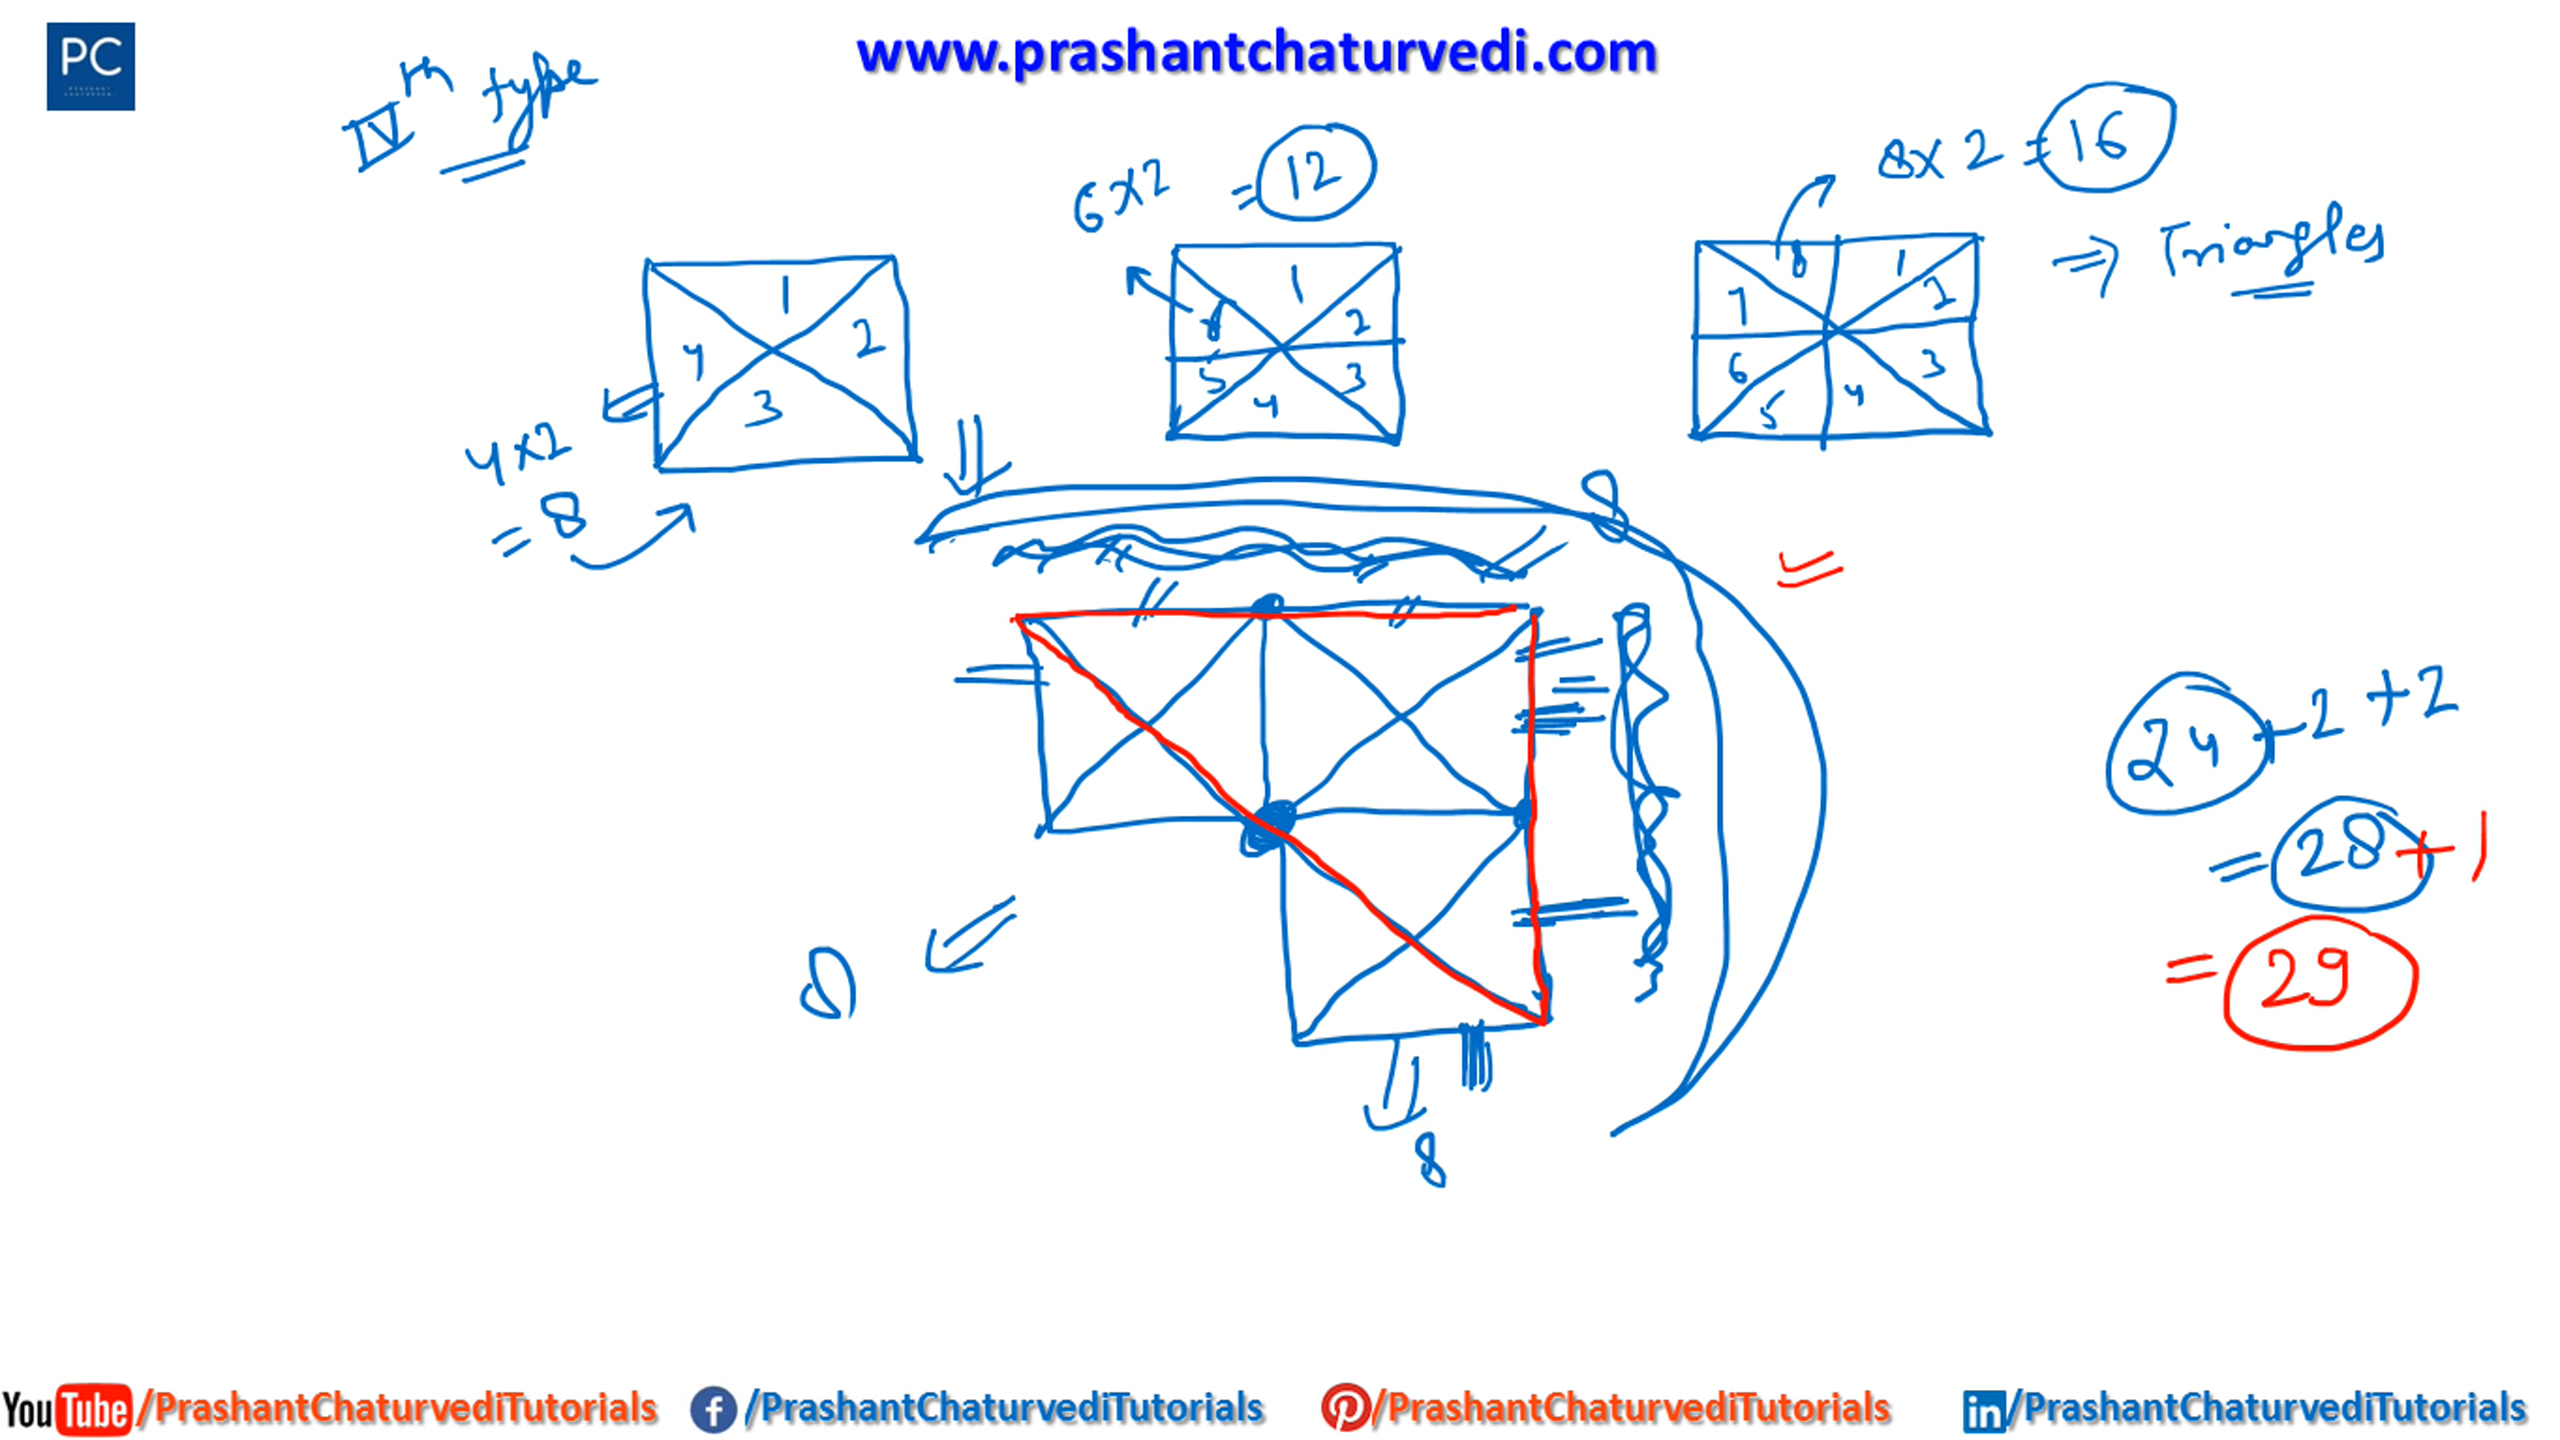 PC
www.prashantchaturvedi.com
IVth type
6x2 = 12
8x2 = 16
⇒ Triangles
1
2
3
4
4x2
= 8
1
2
3
4
5
8
1
2
3
4
5
6
7
8
8
24+2+2
= 28+1
= 29
8
8
YouTube/PrashantChaturvediTutorials
f/PrashantChaturvediTutorials
/PrashantChaturvediTutorials
in/PrashantChaturvediTutorials